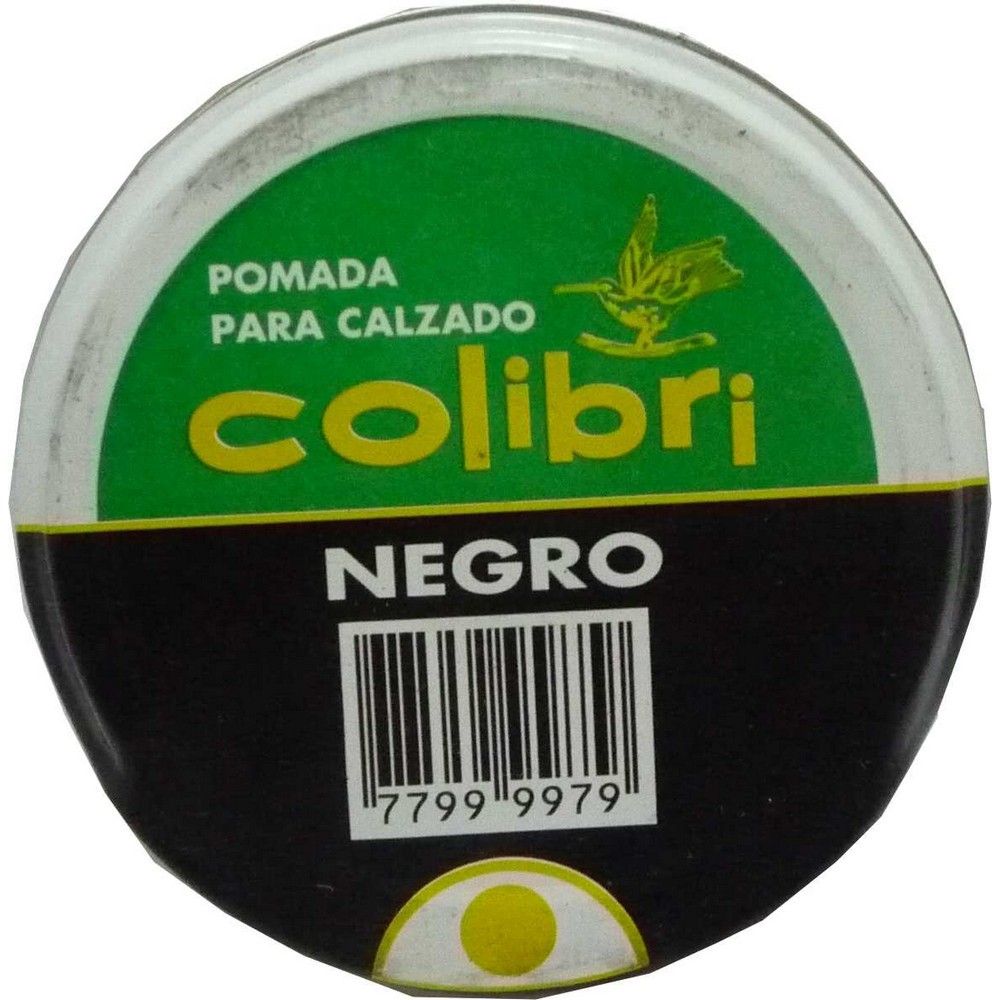 POMADA
PARA CALZADO
colibri
NEGRO
7799 9979